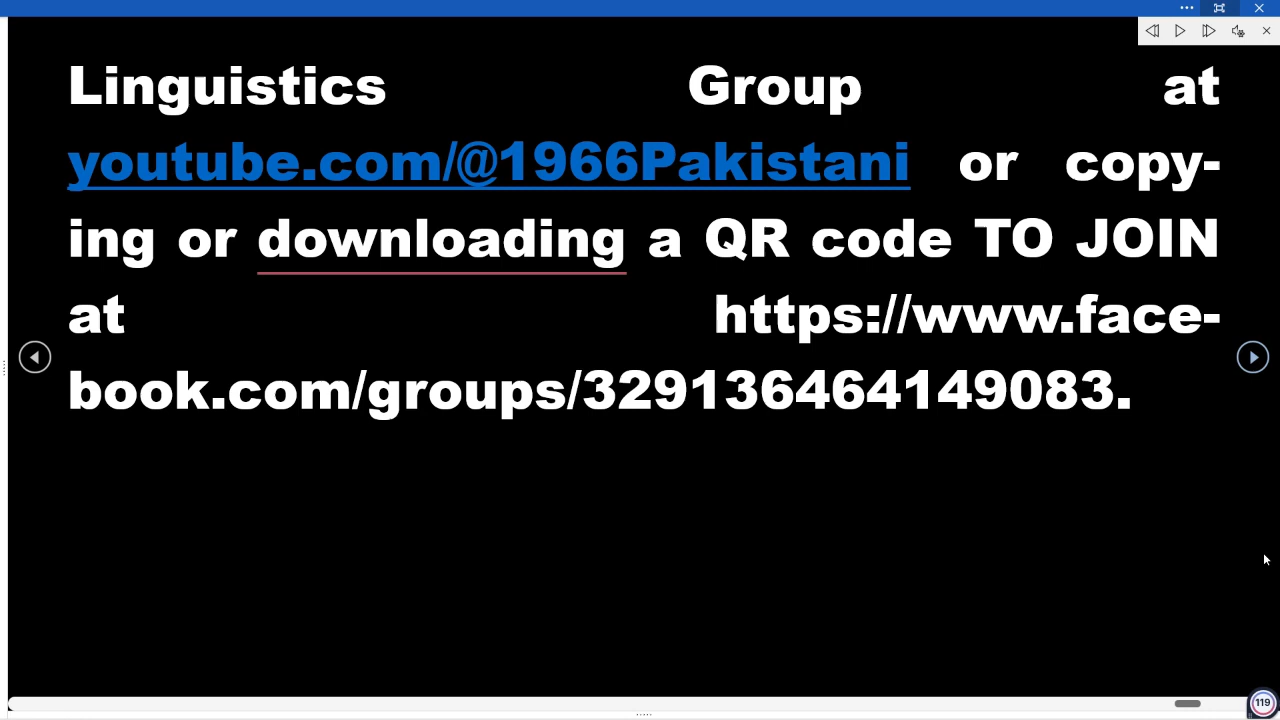 Linguistics Group at
youtube.com/@1966Pakistani or copy-
ing or downloading a QR code TO JOIN
at https://www.face-
book.com/groups/329136464149083.
119